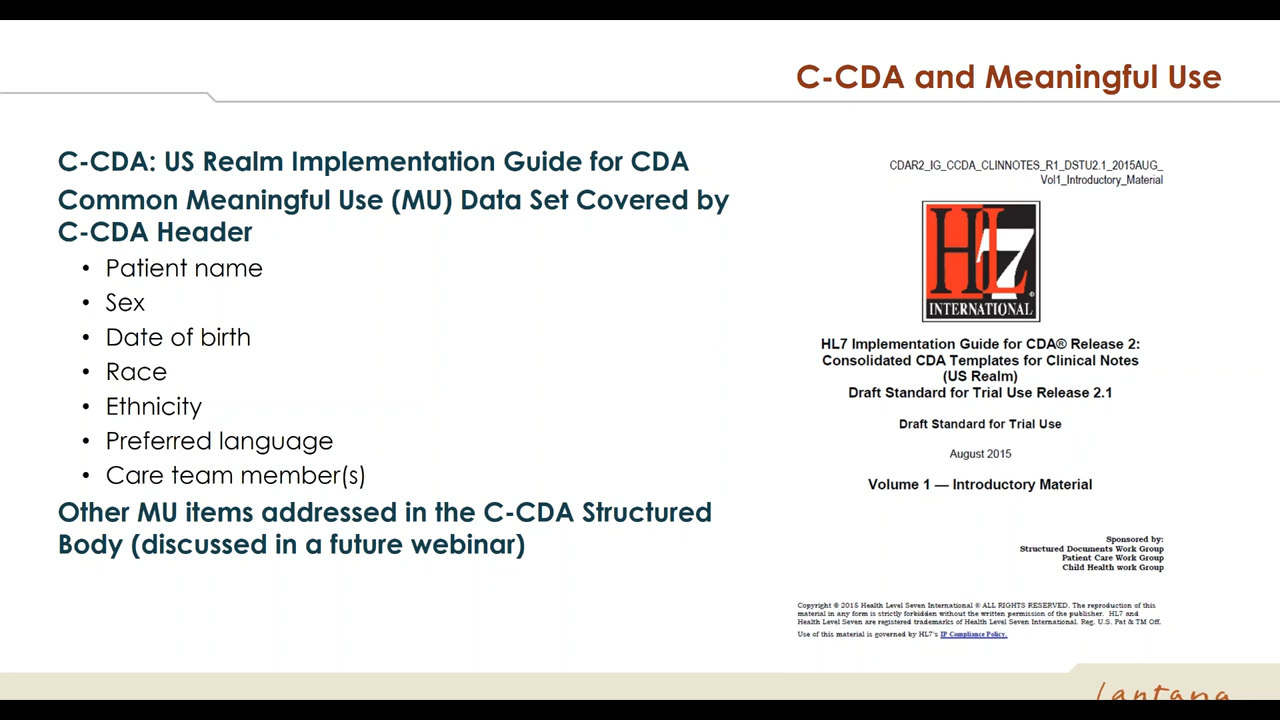 C-CDA and Meaningful Use
C-CDA: US Realm Implementation Guide for CDA
Common Meaningful Use (MU) Data Set Covered by
C-CDA Header
• Patient name
• Sex
• Date of birth
• Race
• Ethnicity
• Preferred language
• Care team member(s)
Other MU items addressed in the C-CDA Structured
Body (discussed in a future webinar)
CDAR2_IG_CCDA_CLINNOTES_R1_DSTU2.1_2015AUG_
Vol1_Introductory_Material
HL7
®
INTERNATIONAL
HL7 Implementation Guide for CDA® Release 2:
Consolidated CDA Templates for Clinical Notes
(US Realm)
Draft Standard for Trial Use Release 2.1
Draft Standard for Trial Use
August 2015
Volume 1 — Introductory Material
Sponsored by:
Structured Documents Work Group
Patient Care Work Group
Child Health work Group
Copyright © 2015 Health Level Seven International ® ALL RIGHTS RESERVED. The reproduction of this
material in any form is strictly forbidden without the written permission of the publisher. HL7 and
Health Level Seven are registered trademarks of Health Level Seven International. Reg. U.S. Pat & TM Off.
Use of this material is governed by HL7's IP Compliance Policy.
Lantana